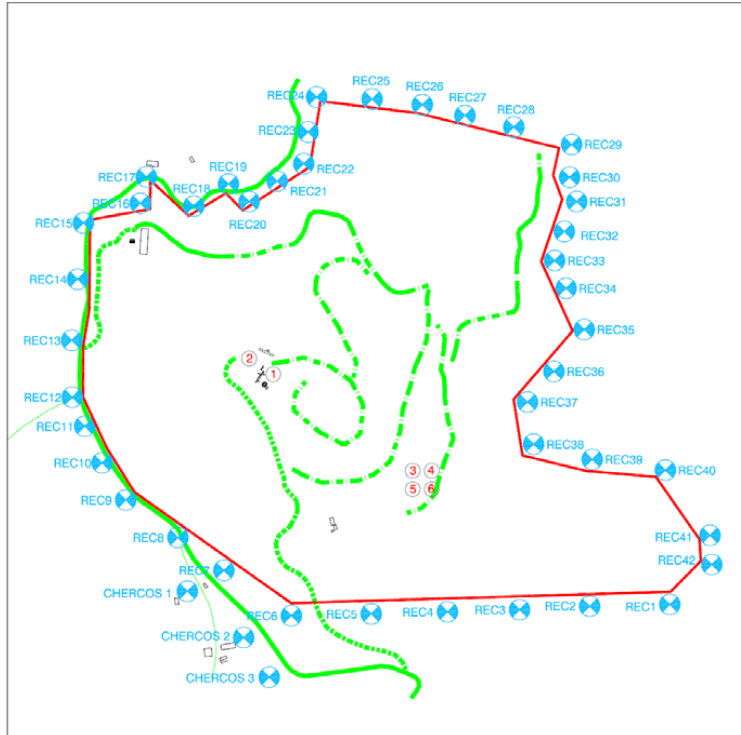 REC25
REC24
REC26
REC27
REC28
REC23
REC29
REC22
REC19
REC17
REC30
REC21
REC18
REC16
REC31
REC20
REC15
REC32
REC33
REC14
REC34
REC35
REC13
2
1
REC36
REC12
REC37
REC11
REC38
REC10
REC39
3 4
REC40
5 6
REC9
REC41
REC8
REC42
REC7
CHERCOS 1
REC6
REC5
REC4
REC3
REC2
REC1
CHERCOS 2
CHERCOS 3